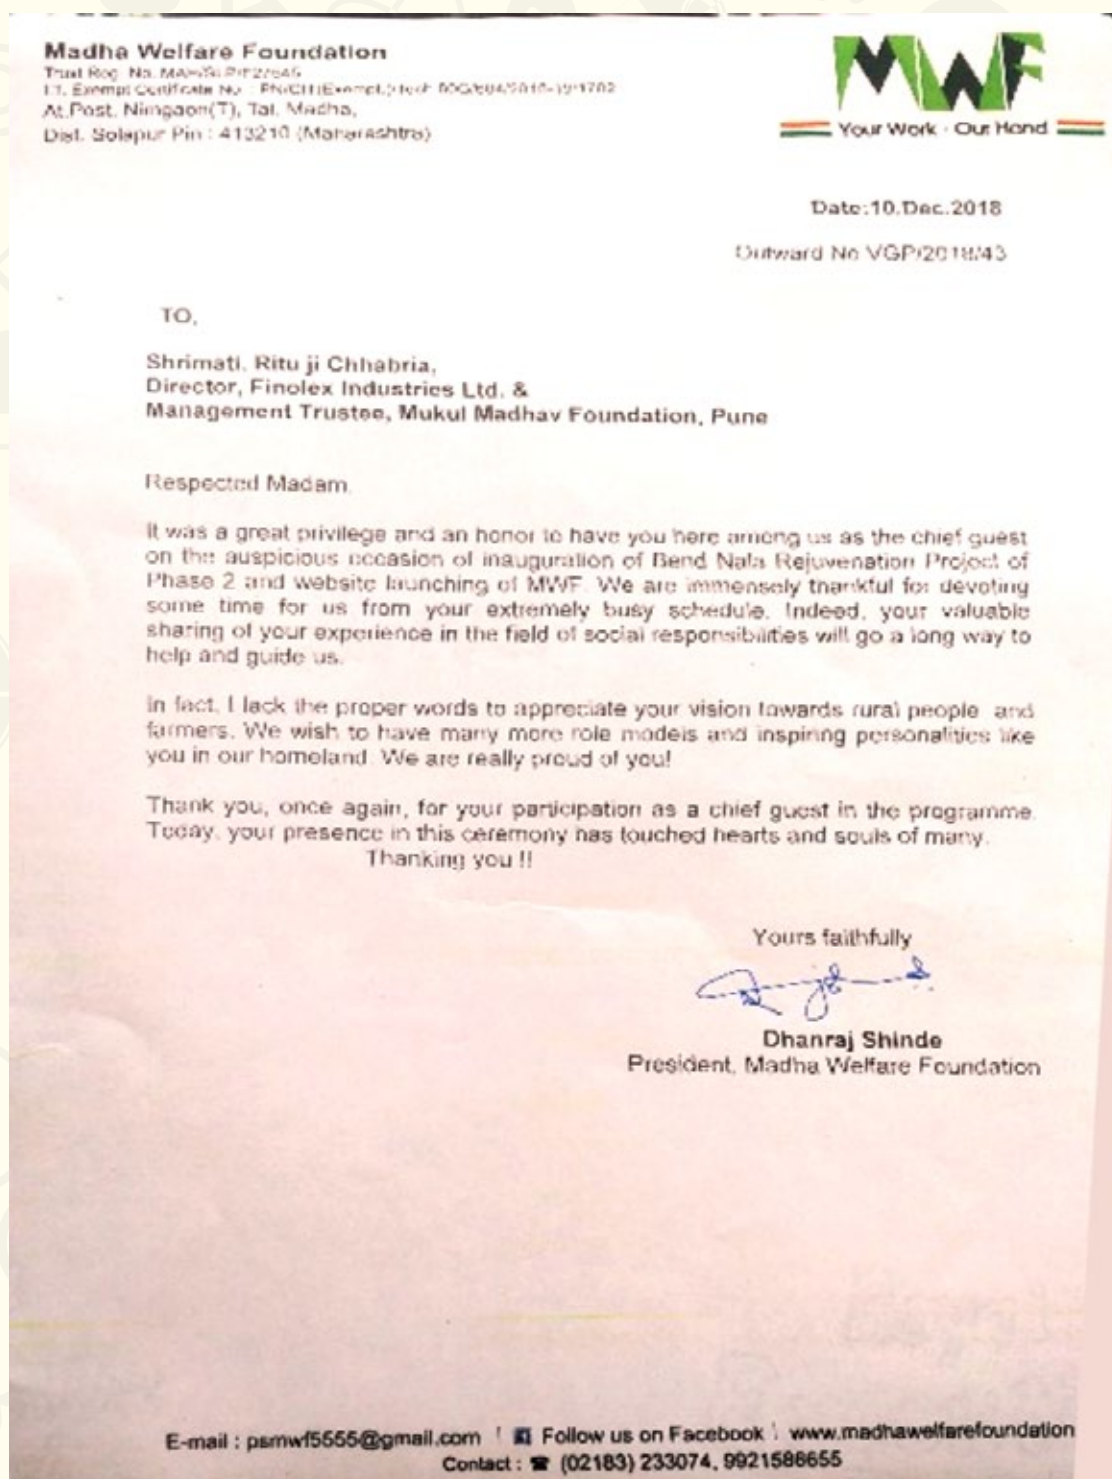 Madha Welfare Foundation
Trust Reg. No.
I.T. Exempt Certificate No. :
At.Post. Nimgaon(T), Tal. Madha,
Dist. Solapur Pin : 413210 (Maharashtra)
MWF
Your Work - Our Hand
Date:10.Dec.2018
Outward No VGP/2018/43
TO,
Shrimati. Ritu ji Chhabria,
Director, Finolex Industries Ltd. &
Management Trustee, Mukul Madhav Foundation, Pune
Respected Madam,
It was a great privilege and an honor to have you here among us as the chief guest
on the auspicious occasion of inauguration of Bend Nala Rejuvenation Project of
Phase 2 and website launching of MWF. We are immensely thankful for devoting
some time for us from your extremely busy schedule. Indeed, your valuable
sharing of your experience in the field of social responsibilities will go a long way to
help and guide us.
In fact, I lack the proper words to appreciate your vision towards rural people and
farmers. We wish to have many more role models and inspiring personalities like
you in our homeland. We are really proud of you!
Thank you, once again, for your participation as a chief guest in the programme.
Today, your presence in this ceremony has touched hearts and souls of many.
Thanking you !!
Yours faithfully
Dhanraj Shinde
President, Madha Welfare Foundation
E-mail : psmwf5555@gmail.com | Follow us on Facebook | www.madhawelfarefoundation
Contact : ☎ (02183) 233074, 9921586655